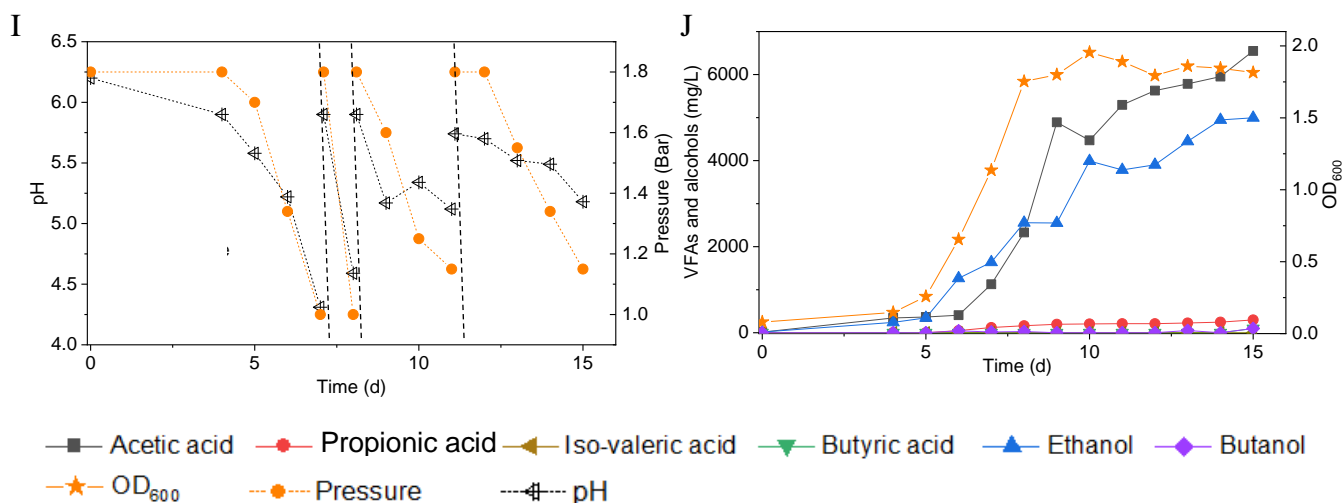 I
6.5
6.0
5.5
5.0
4.5
4.0
pH
0
5
10
15
Time (d)
1.8
1.6
1.4
1.2
1.0
Pressure (Bar)
J
6000
4000
2000
0
VFAs and alcohols (mg/L)
0
5
10
15
Time (d)
2.0
1.5
1.0
0.5
0.0
OD600
Acetic acid Propionic acid Iso-valeric acid Butyric acid Ethanol Butanol
OD600 Pressure pH